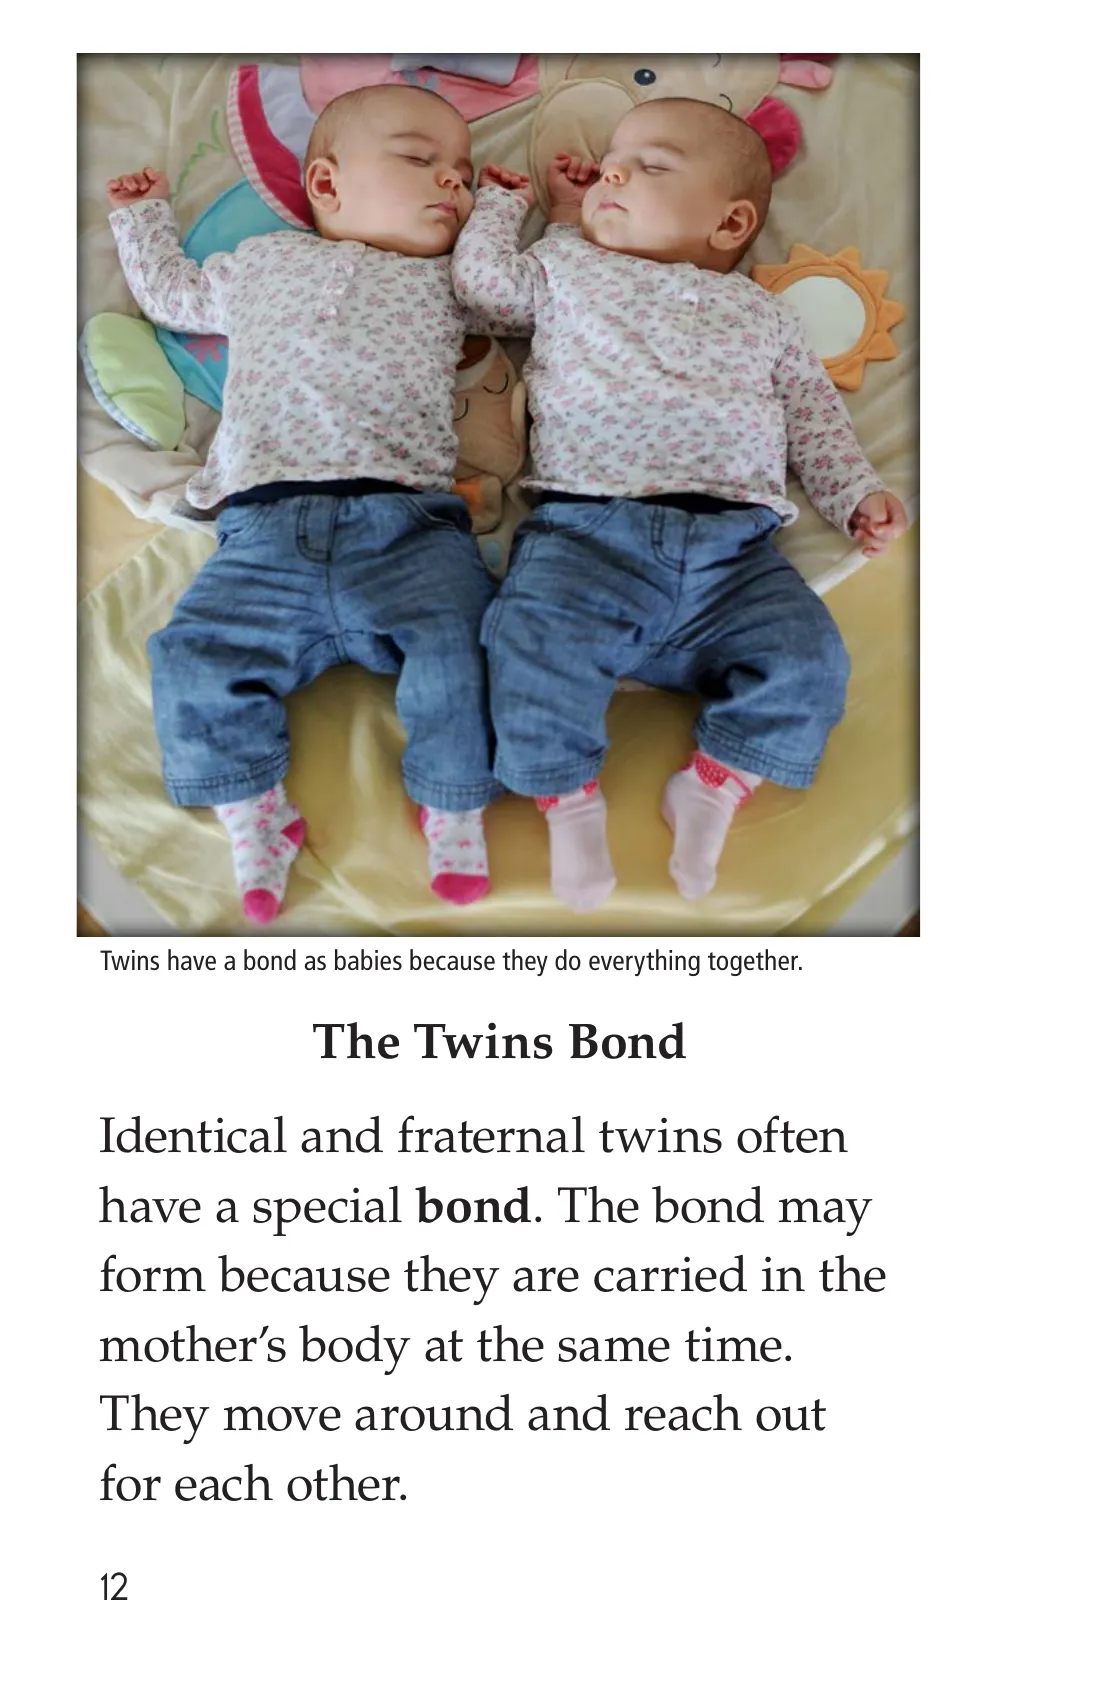 Twins have a bond as babies because they do everything together.
The Twins Bond
Identical and fraternal twins often
have a special bond. The bond may
form because they are carried in the
mother’s body at the same time.
They move around and reach out
for each other.
12